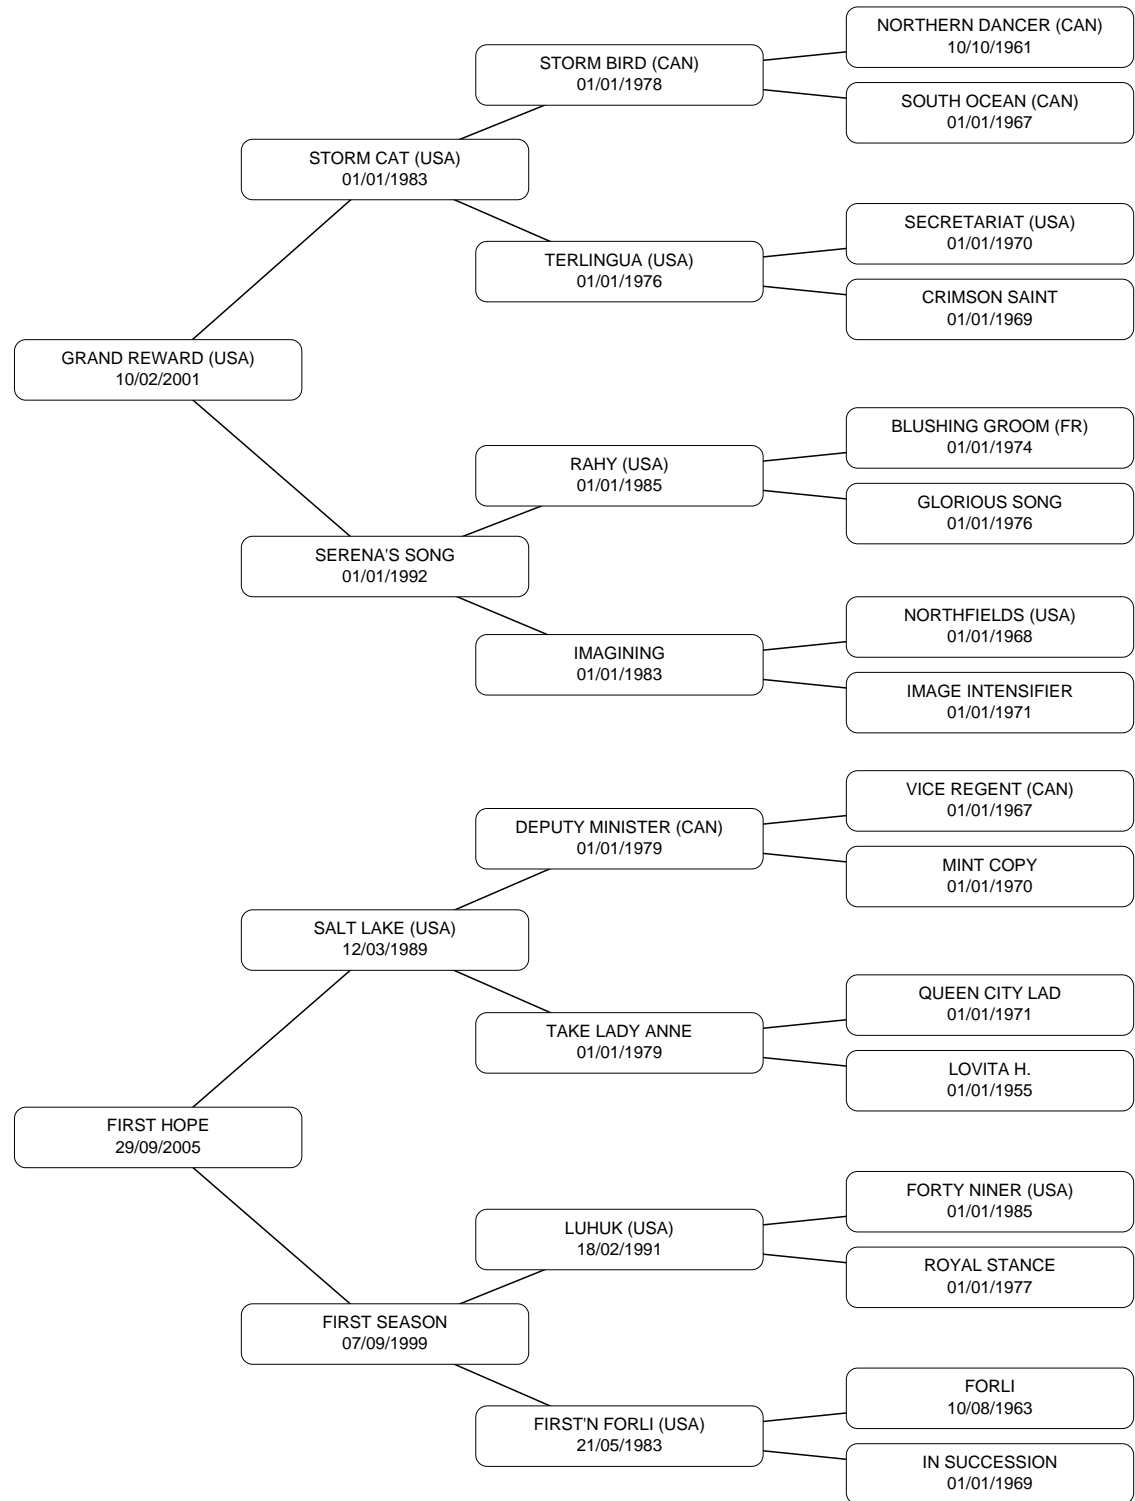 NORTHERN DANCER (CAN)
10/10/1961
STORM BIRD (CAN)
01/01/1978
SOUTH OCEAN (CAN)
01/01/1967
STORM CAT (USA)
01/01/1983
SECRETARIAT (USA)
01/01/1970
TERLINGUA (USA)
01/01/1976
CRIMSON SAINT
01/01/1969
GRAND REWARD (USA)
10/02/2001
BLUSHING GROOM (FR)
01/01/1974
RAHY (USA)
01/01/1985
GLORIOUS SONG
01/01/1976
SERENA'S SONG
01/01/1992
NORTHFIELDS (USA)
01/01/1968
IMAGINING
01/01/1983
IMAGE INTENSIFIER
01/01/1971
VICE REGENT (CAN)
01/01/1967
DEPUTY MINISTER (CAN)
01/01/1979
MINT COPY
01/01/1970
SALT LAKE (USA)
12/03/1989
QUEEN CITY LAD
01/01/1971
TAKE LADY ANNE
01/01/1979
LOVITA H.
01/01/1955
FIRST HOPE
29/09/2005
FORTY NINER (USA)
01/01/1985
LUHUK (USA)
18/02/1991
ROYAL STANCE
01/01/1977
FIRST SEASON
07/09/1999
FORLI
10/08/1963
FIRST'N FORLI (USA)
21/05/1983
IN SUCCESSION
01/01/1969